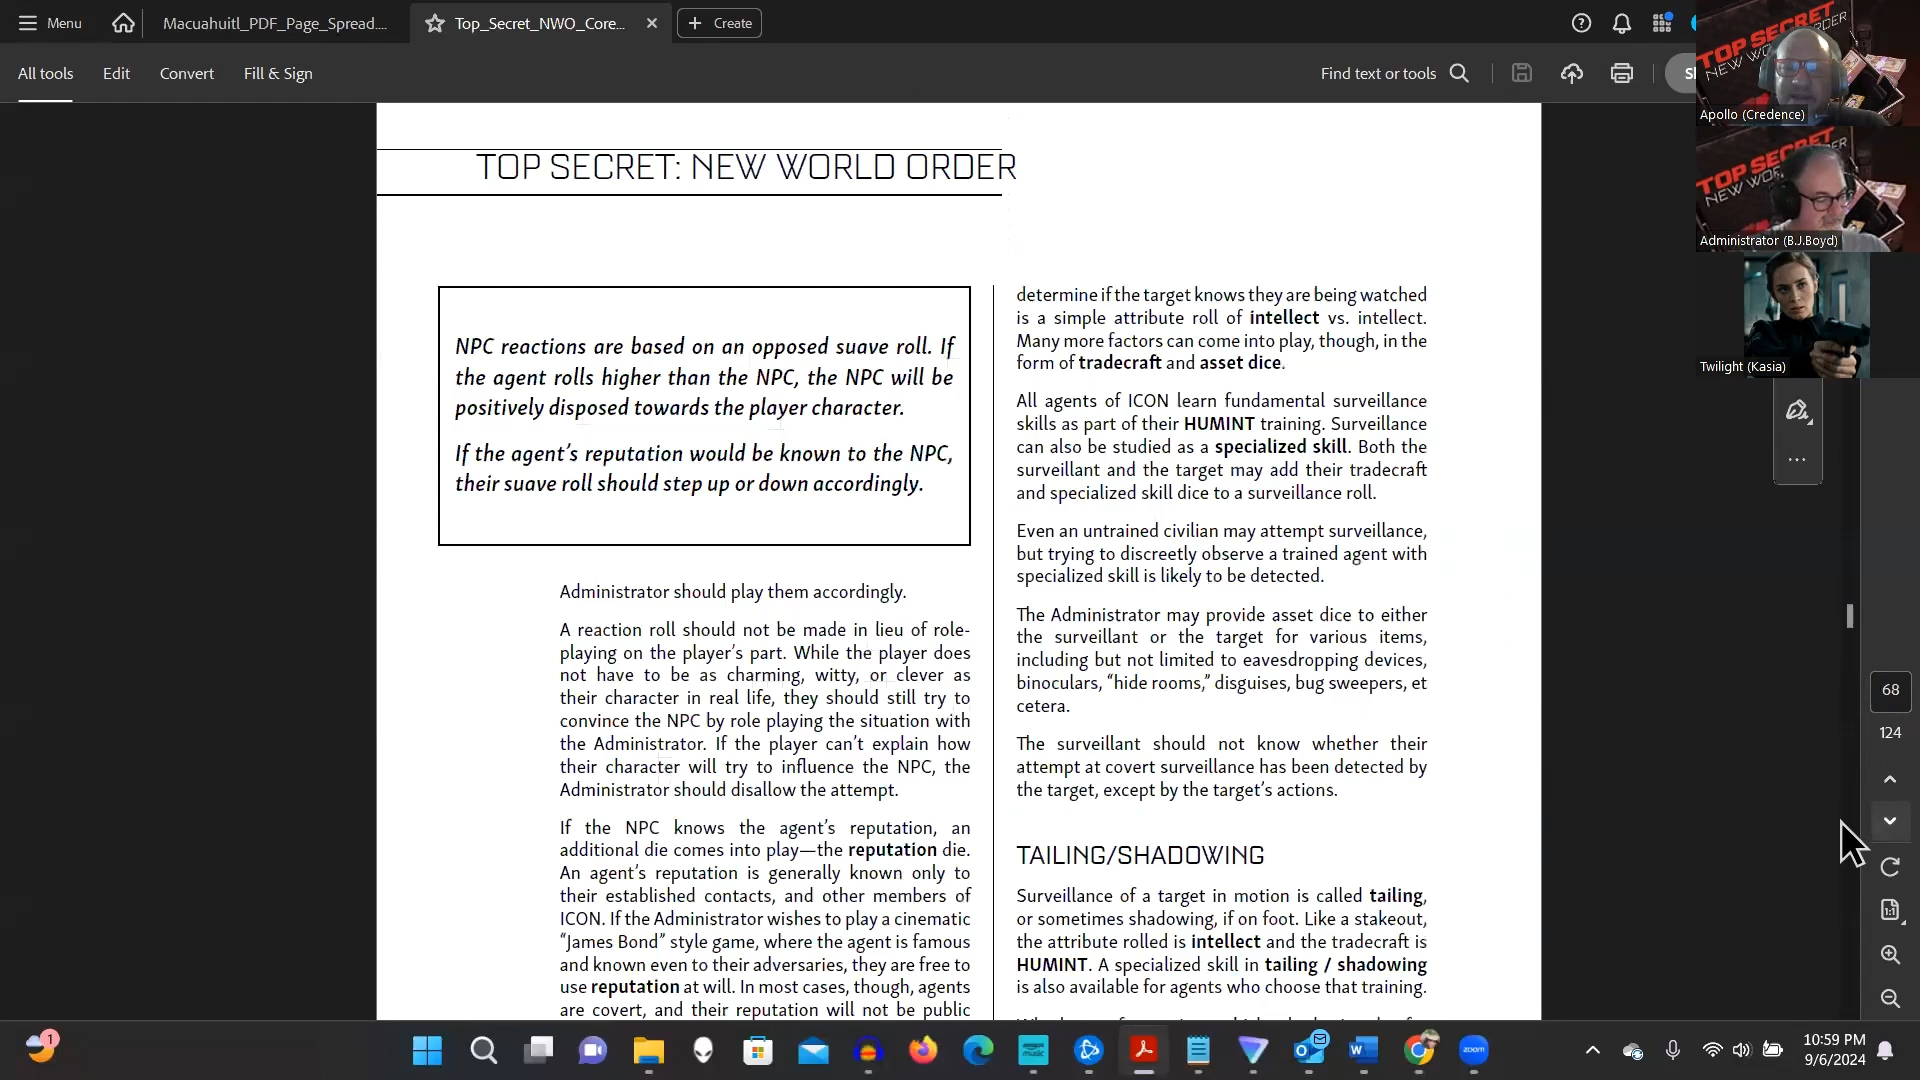 Menu
Macuahuitl_PDF_Page_Spread....
Top_Secret_NWO_Core...
Create
All tools
Edit
Convert
Fill & Sign
Find text or tools
TOP SECRET: NEW WORLD ORDER
NPC reactions are based on an opposed suave roll. If
the agent rolls higher than the NPC, the NPC will be
positively disposed towards the player character.
If the agent's reputation would be known to the NPC,
their suave roll should step up or down accordingly.
Administrator should play them accordingly.
A reaction roll should not be made in lieu of role-
playing on the player's part. While the player does
not have to be as charming, witty, or clever as
their character in real life, they should still try to
convince the NPC by role playing the situation with
the Administrator. If the player can't explain how
their character will try to influence the NPC, the
Administrator should disallow the attempt.
If the NPC knows the agent's reputation, an
additional die comes into play—the reputation die.
An agent's reputation is generally known only to
their established contacts, and other members of
ICON. If the Administrator wishes to play a cinematic
“James Bond” style game, where the agent is famous
and known even to their adversaries, they are free to
use reputation at will. In most cases, though, agents
are covert, and their reputation will not be public
determine if the target knows they are being watched
is a simple attribute roll of intellect vs. intellect.
Many more factors can come into play, though, in the
form of tradecraft and asset dice.
All agents of ICON learn fundamental surveillance
skills as part of their HUMINT training. Surveillance
can also be studied as a specialized skill. Both the
surveillant and the target may add their tradecraft
and specialized skill dice to a surveillance roll.
Even an untrained civilian may attempt surveillance,
but trying to discreetly observe a trained agent with
specialized skill is likely to be detected.
The Administrator may provide asset dice to either
the surveillant or the target for various items,
including but not limited to eavesdropping devices,
binoculars, “hide rooms,” disguises, bug sweepers, et
cetera.
The surveillant should not know whether their
attempt at covert surveillance has been detected by
the target, except by the target's actions.
TAILING/SHADOWING
Surveillance of a target in motion is called tailing,
or sometimes shadowing, if on foot. Like a stakeout,
the attribute rolled is intellect and the tradecraft is
HUMINT. A specialized skill in tailing / shadowing
is also available for agents who choose that training.
TOP SECRET
NEW WORLD ORDER
Apollo (Credence)
TOP SECRET
Administrator (B.J.Boyd)
Twilight (Kasia)
68
124
1:1
1
music
zoom
10:59 PM
9/6/2024